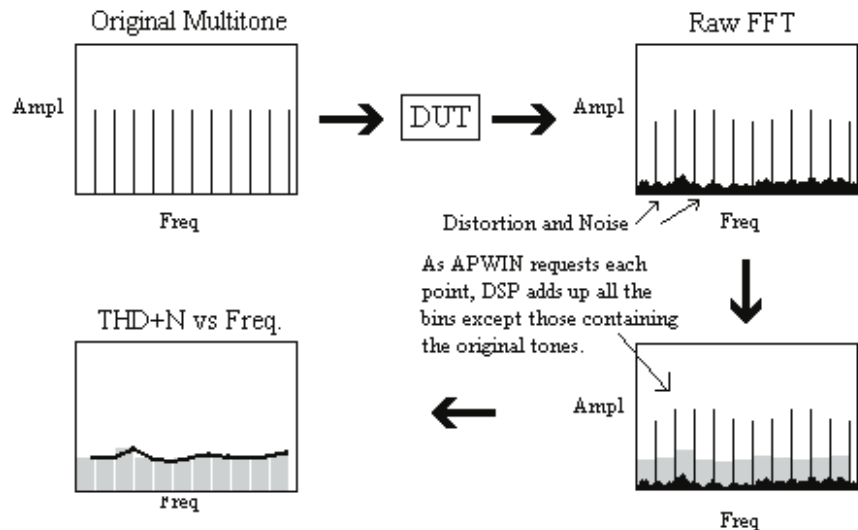 Original Multitone
Raw FFT
Ampl
DUT
Ampl
Freq
Distortion and Noise
Freq
As APWIN requests each
point, DSP adds up all the
bins except those containing
the original tones.
THD+N vs Freq.
Ampl
Freq
Freq